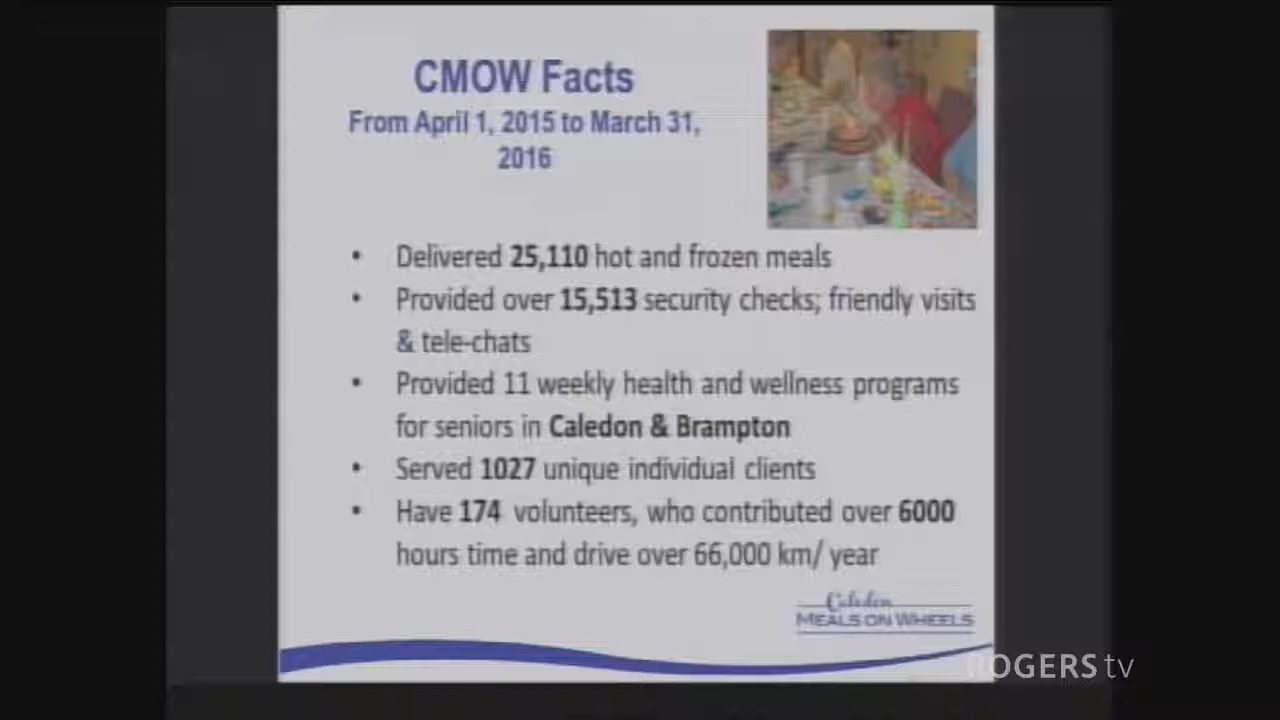 CMOW Facts
From April 1, 2015 to March 31,
2016
• Delivered 25,110 hot and frozen meals
• Provided over 15,513 security checks; friendly visits
& tele-chats
• Provided 11 weekly health and wellness programs
for seniors in Caledon & Brampton
• Served 1027 unique individual clients
• Have 174 volunteers, who contributed over 6000
hours time and drive over 66,000 km/ year
Caledon
MEALS ON WHEELS
ROGERS tv